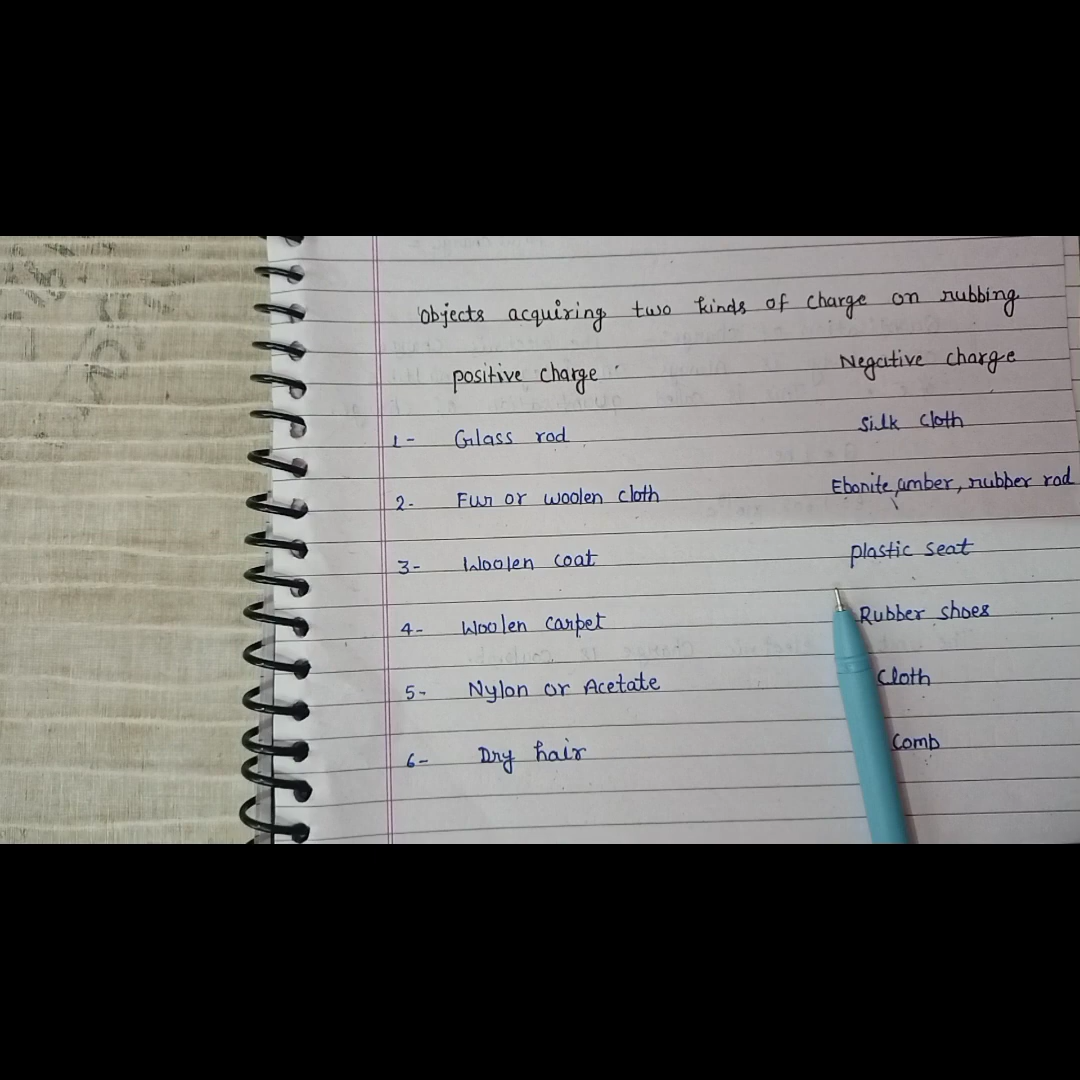 Objects acquiring two kinds of charge on rubbing
positive charge Negative charge
1- Glass rod Silk cloth
2- Fur or woolen cloth Ebonite, amber, rubber rod
3- Woolen coat plastic seat
4- Woolen carpet Rubber shoes
5- Nylon or Acetate Cloth
6- Dry hair Comb